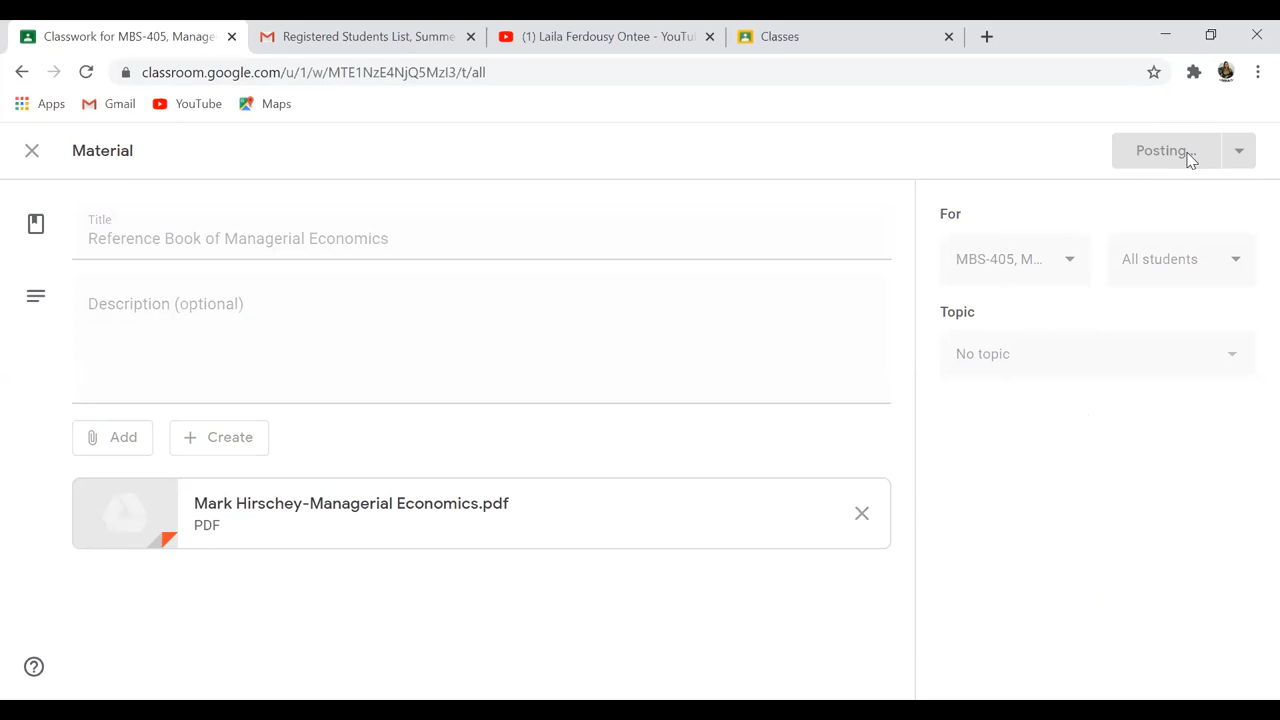 Classwork for MBS-405, Manage
Registered Students List, Summe
(1) Laila Ferdousy Ontee - YouTu
Classes
classroom.google.com/u/1/w/MTE1NzE4NjQ5MzI3/t/all
Apps
Gmail
YouTube
Maps
Material
Posting...
Title
Reference Book of Managerial Economics
Description (optional)
Add
Create
Mark Hirschey-Managerial Economics.pdf
PDF
For
MBS-405, M...
All students
Topic
No topic